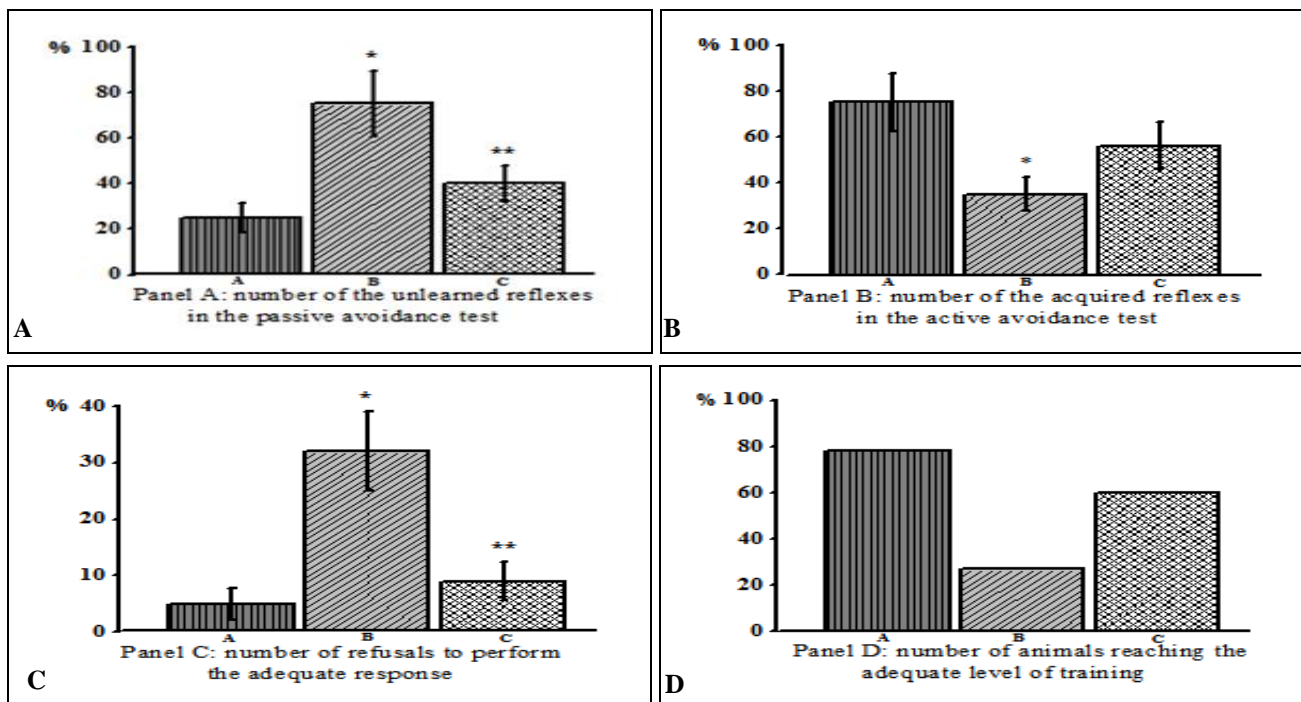 % 100
80
60
40
20
0
*
**
A
B
C
Panel A: number of the unlearned reflexes
in the passive avoidance test
A
% 100
80
60
40
20
0
*
A
B
C
Panel B: number of the acquired reflexes
in the active avoidance test
B
% 40
30
20
10
0
*
**
A
B
C
Panel C: number of refusals to perform
the adequate response
C
% 100
80
60
40
20
0
A
B
C
Panel D: number of animals reaching the
adequate level of training
D